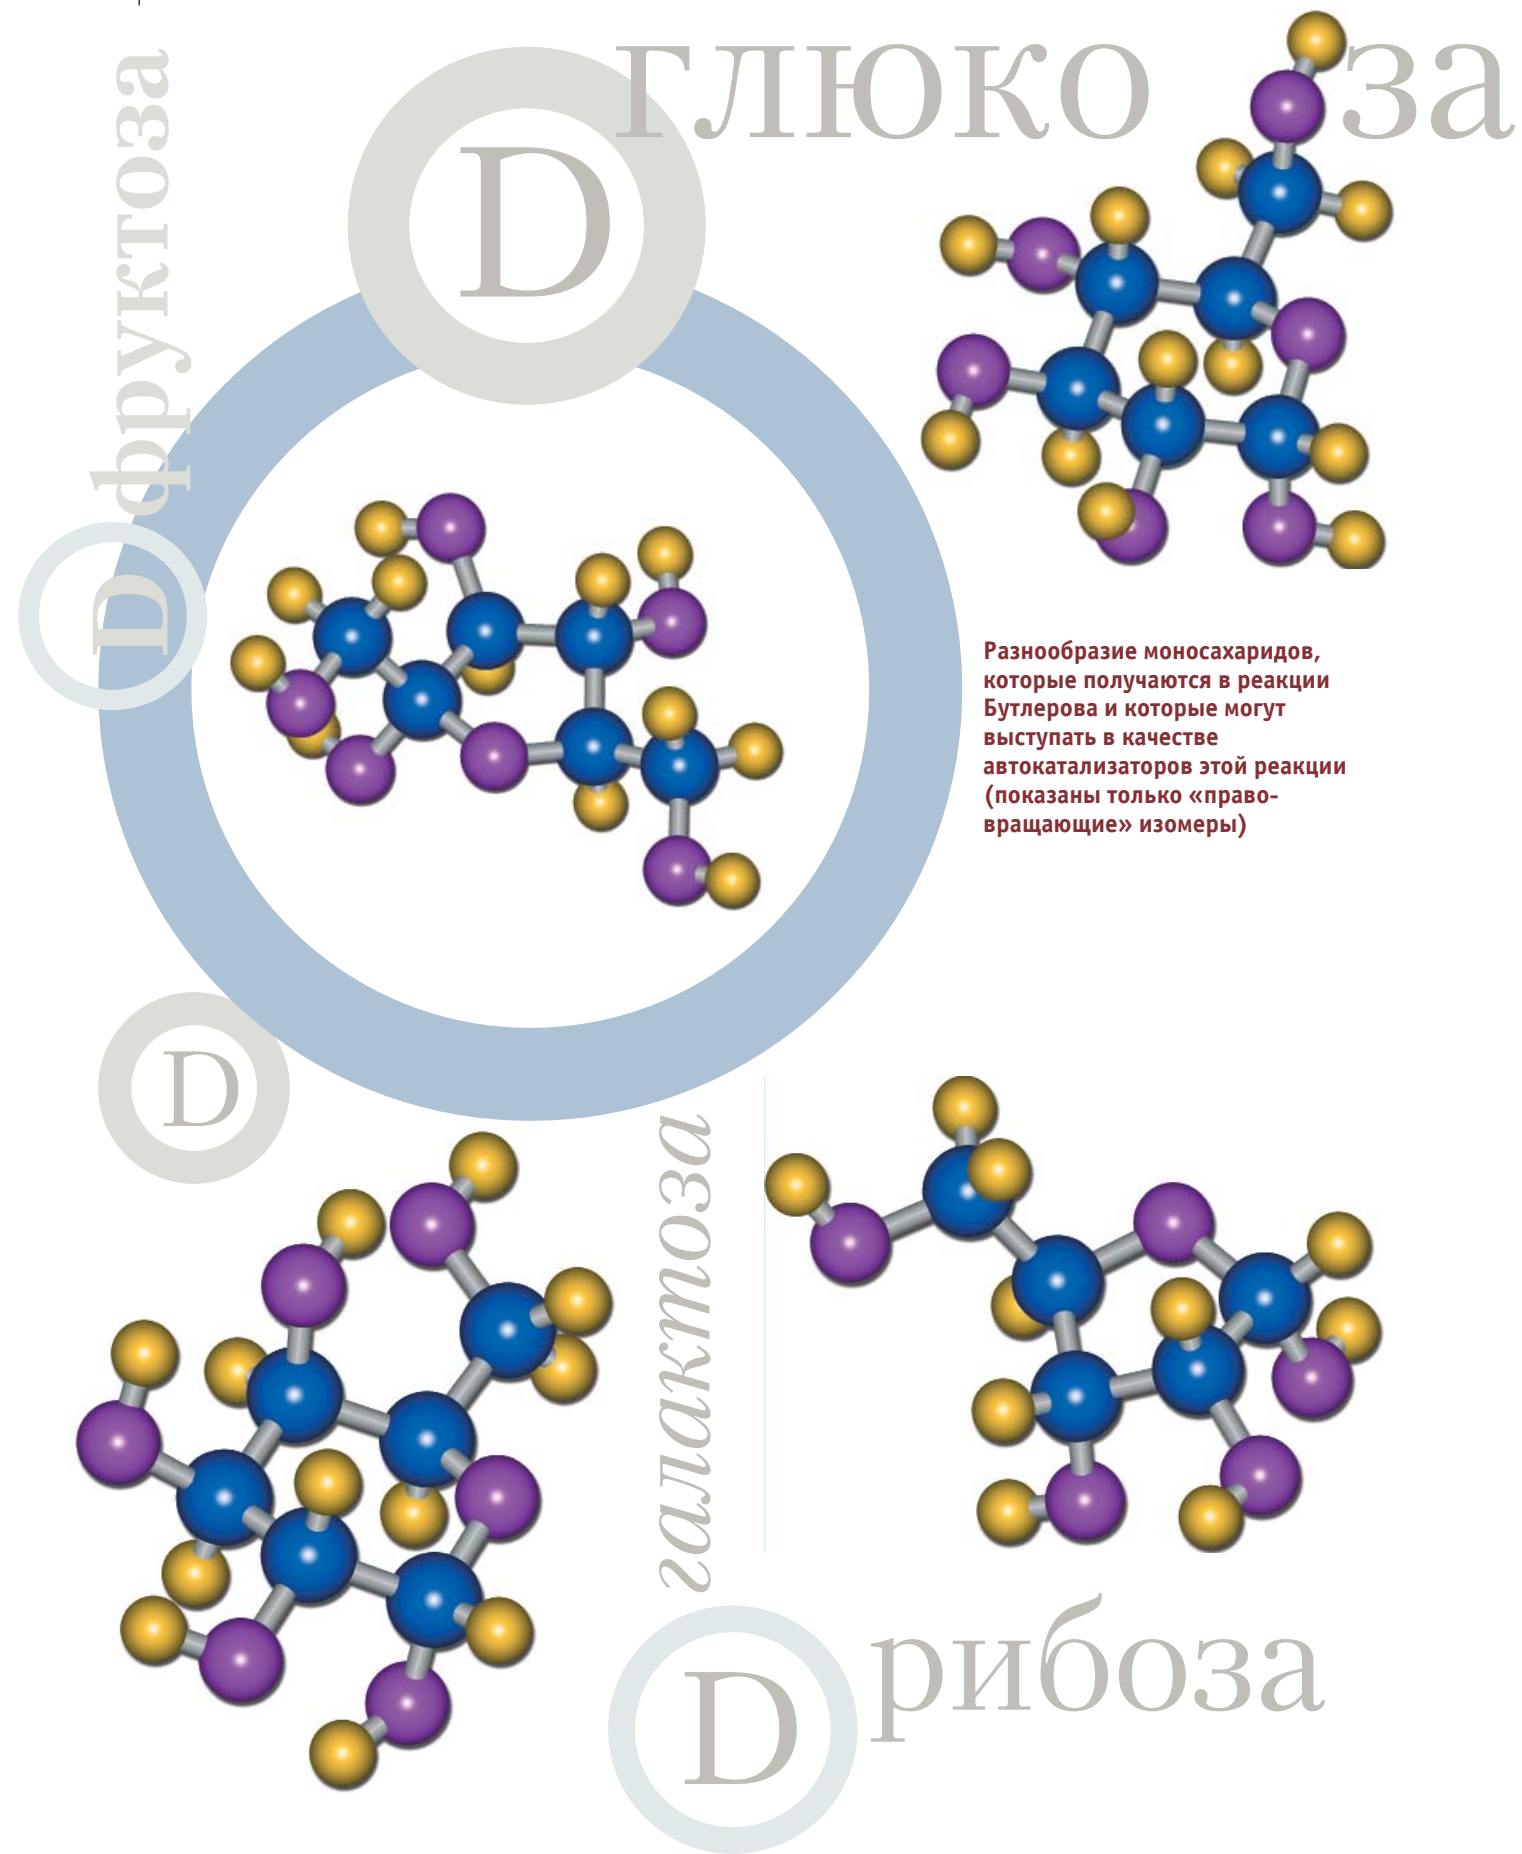 D
глюко за
D фруктоза
Разнообразие моносахаридов,
которые получаются в реакции
Бутлерова и которые могут
выступать в качестве
автокатализаторов этой реакции
(показаны только «право-
вращающие» изомеры)
D
галактоза
D
рибоза